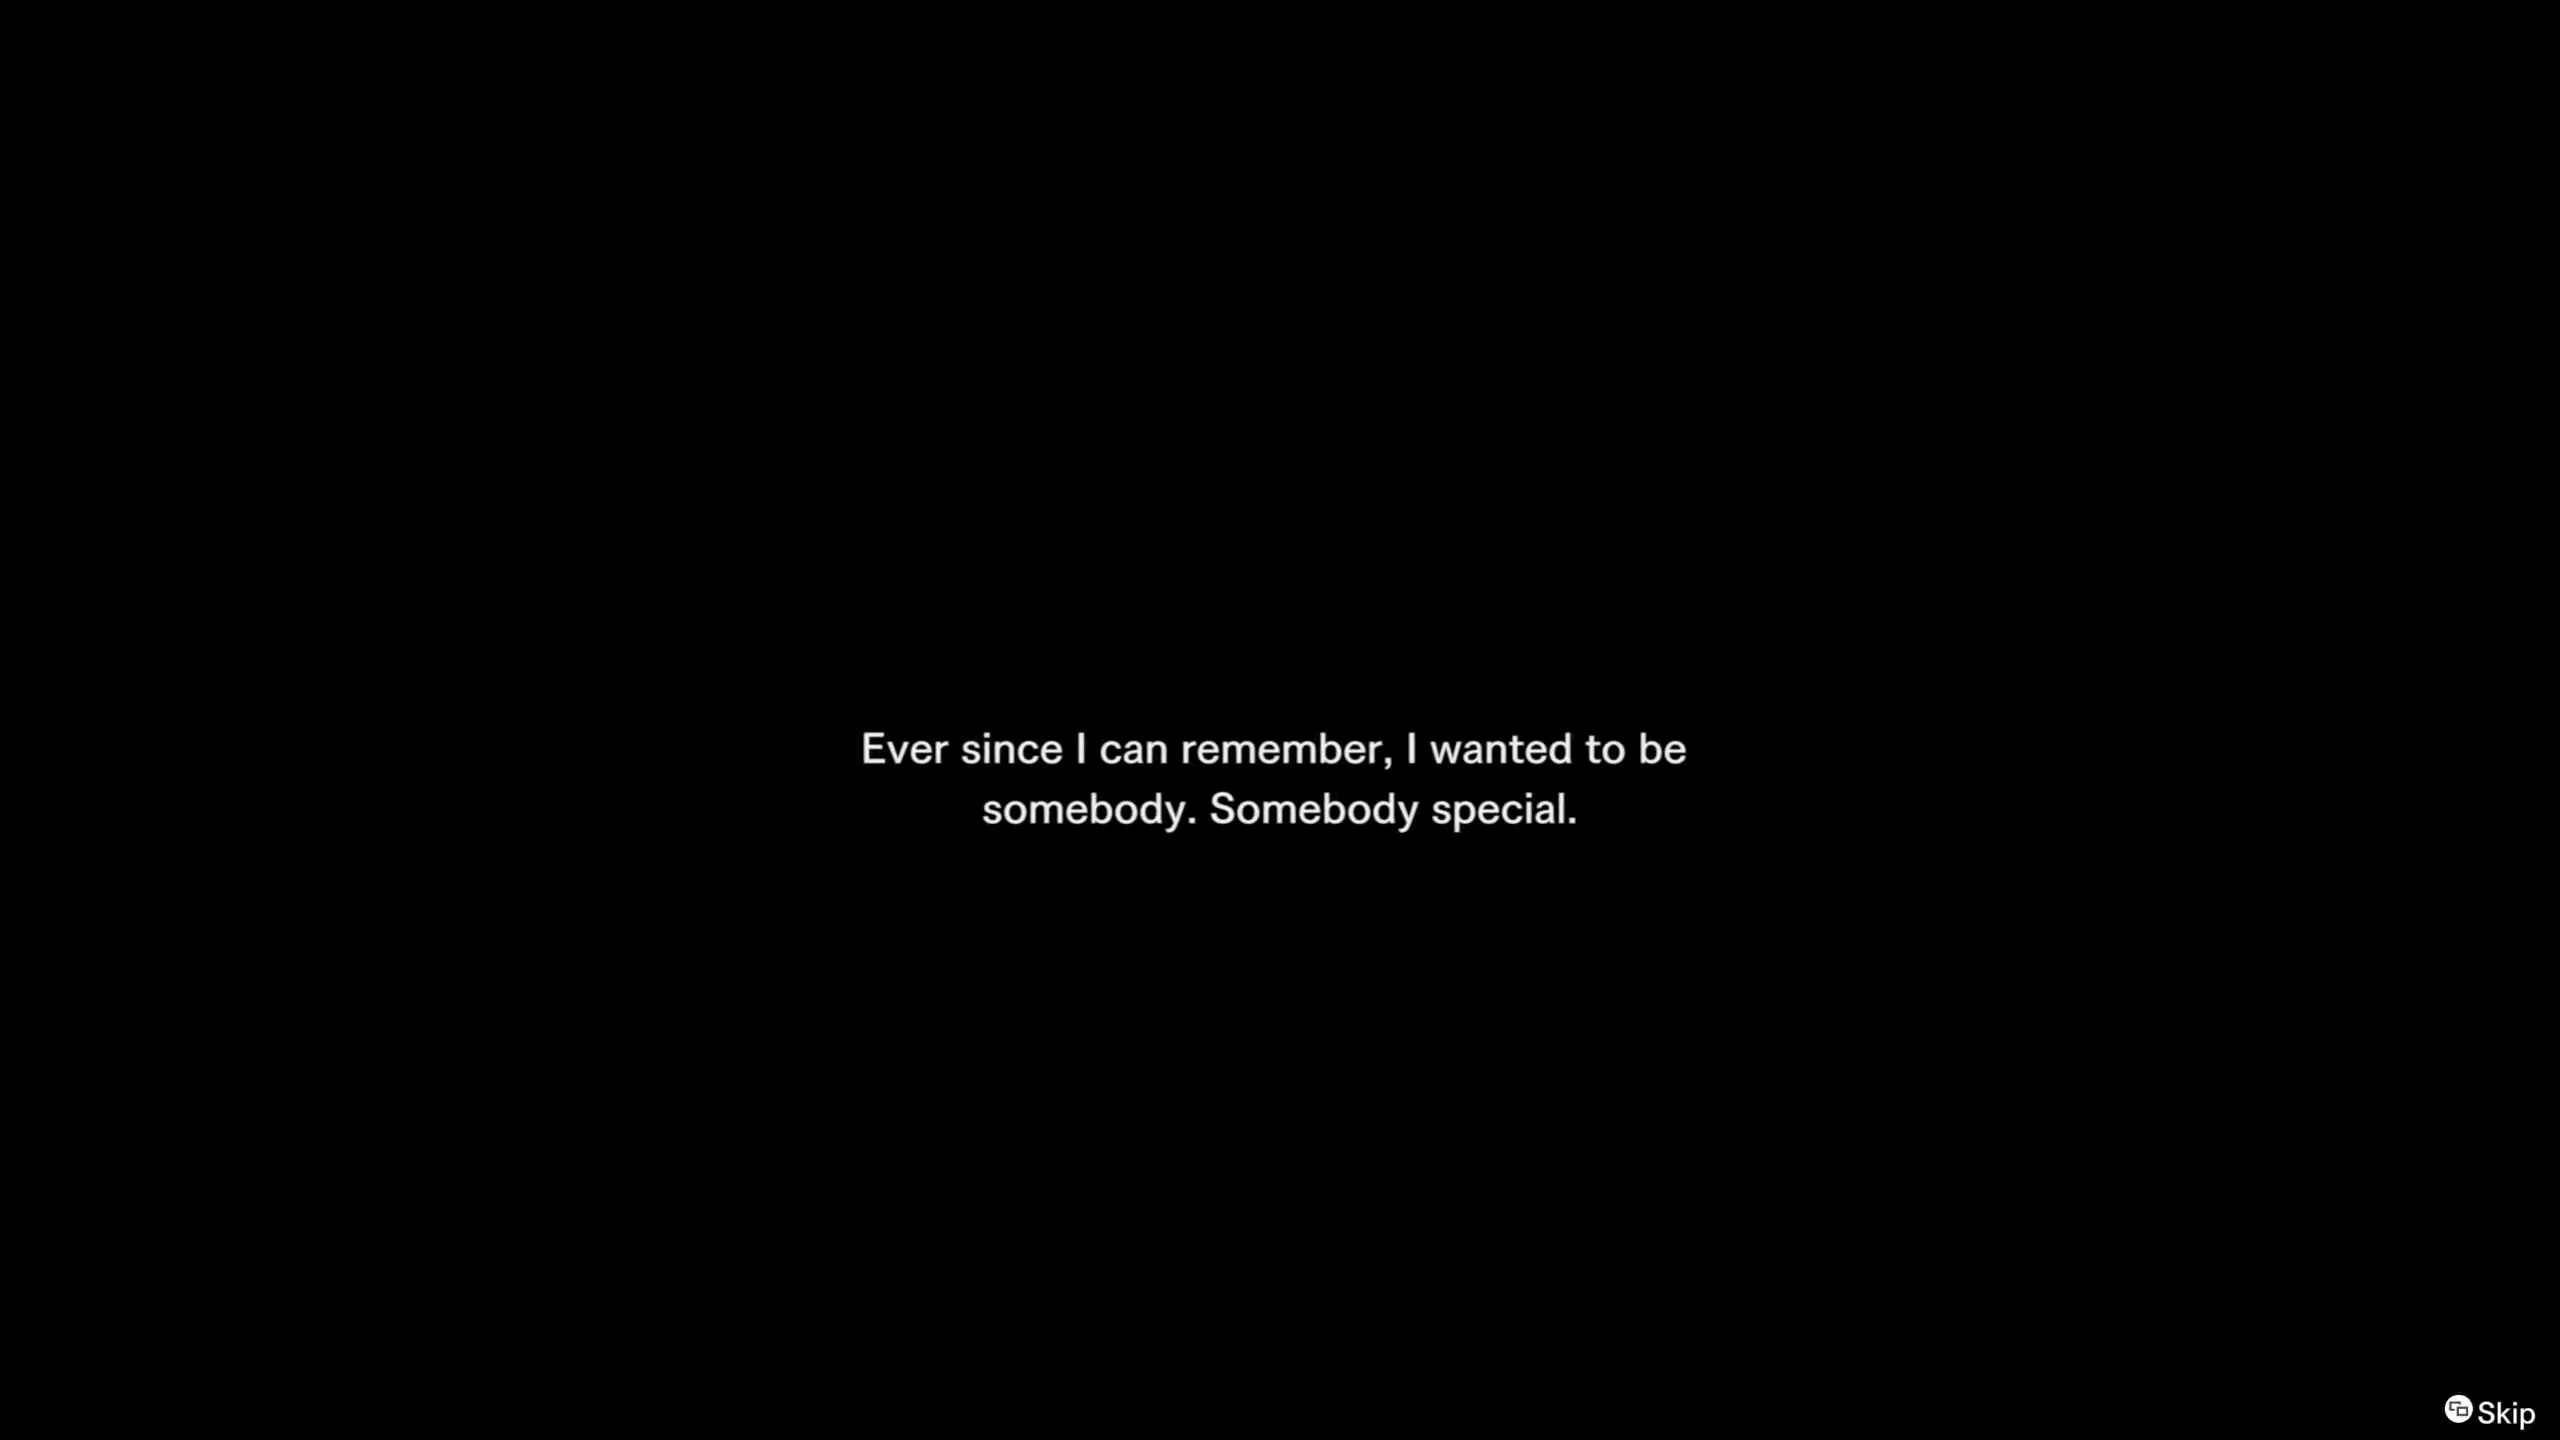 Ever since I can remember, I wanted to be
somebody. Somebody special.
Skip